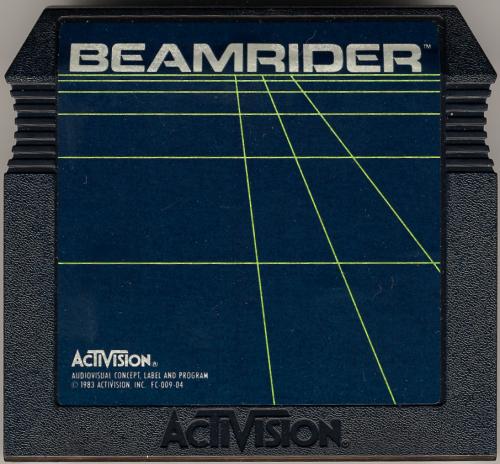 BEAMRIDER™
ACTIVISION®
AUDIOVISUAL CONCEPT, LABEL AND PROGRAM
© 1983 ACTIVISION, INC. FC-009-04
ACTIVISION®